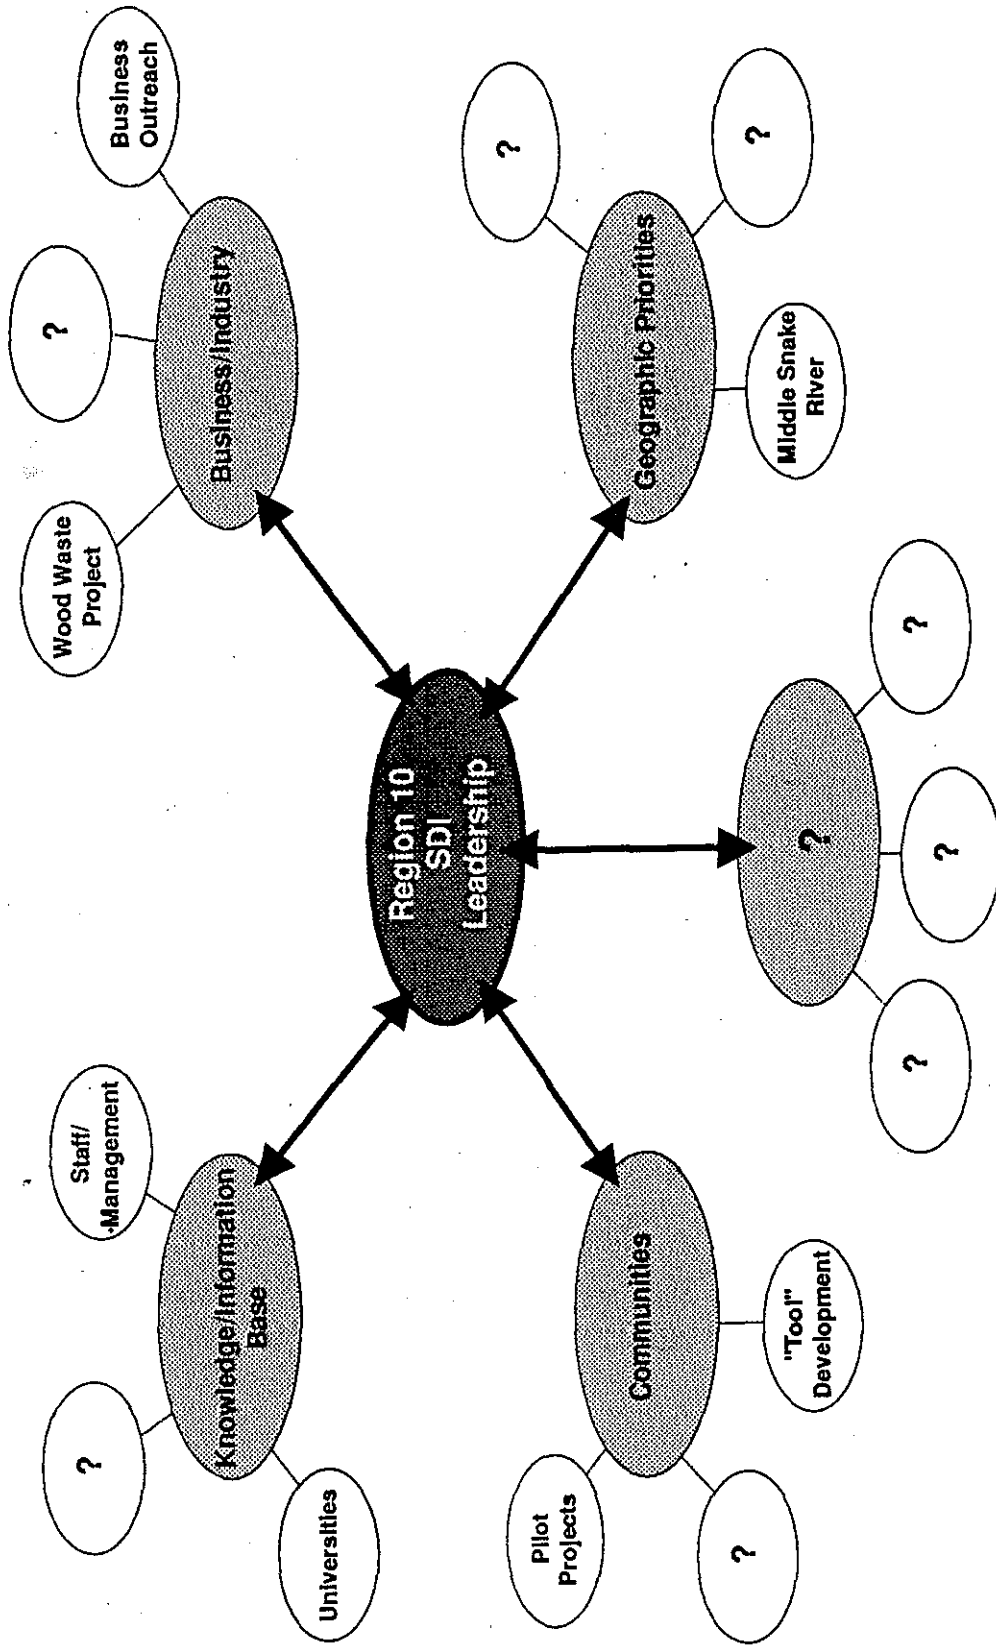 ?
Staff/
Management
Wood Waste
Project
?
Business
Outreach
Knowledge/Information
Base
Business/Industry
Universities
Region 10
SDI
Leadership
Pilot
Projects
?
Communities
Geographic Priorities
?
?
"Tool"
Development
Middle Snake
River
?
?
?
?